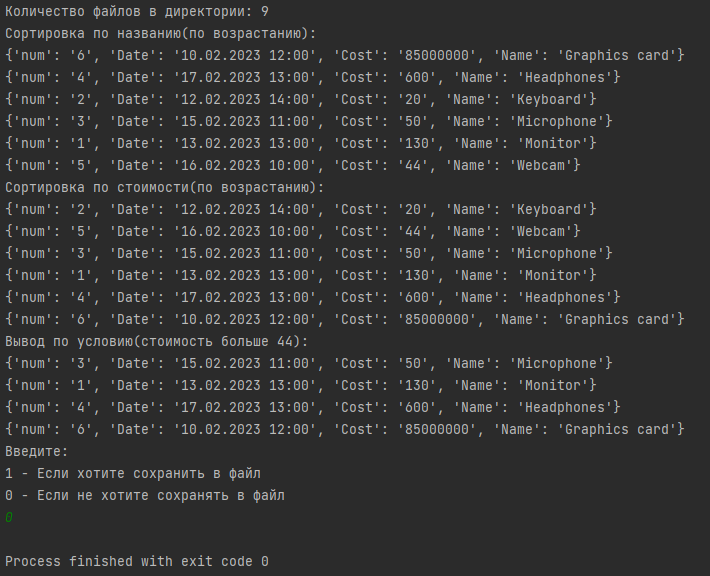 Количество файлов в директории: 9
Сортировка по названию(по возрастанию):
{'num': '6', 'Date': '10.02.2023 12:00', 'Cost': '85000000', 'Name': 'Graphics card'}
{'num': '4', 'Date': '17.02.2023 13:00', 'Cost': '600', 'Name': 'Headphones'}
{'num': '2', 'Date': '12.02.2023 14:00', 'Cost': '20', 'Name': 'Keyboard'}
{'num': '3', 'Date': '15.02.2023 11:00', 'Cost': '50', 'Name': 'Microphone'}
{'num': '1', 'Date': '13.02.2023 13:00', 'Cost': '130', 'Name': 'Monitor'}
{'num': '5', 'Date': '16.02.2023 10:00', 'Cost': '44', 'Name': 'Webcam'}
Сортировка по стоимости(по возрастанию):
{'num': '2', 'Date': '12.02.2023 14:00', 'Cost': '20', 'Name': 'Keyboard'}
{'num': '5', 'Date': '16.02.2023 10:00', 'Cost': '44', 'Name': 'Webcam'}
{'num': '3', 'Date': '15.02.2023 11:00', 'Cost': '50', 'Name': 'Microphone'}
{'num': '1', 'Date': '13.02.2023 13:00', 'Cost': '130', 'Name': 'Monitor'}
{'num': '4', 'Date': '17.02.2023 13:00', 'Cost': '600', 'Name': 'Headphones'}
{'num': '6', 'Date': '10.02.2023 12:00', 'Cost': '85000000', 'Name': 'Graphics card'}
Вывод по условию(стоимость больше 44):
{'num': '3', 'Date': '15.02.2023 11:00', 'Cost': '50', 'Name': 'Microphone'}
{'num': '1', 'Date': '13.02.2023 13:00', 'Cost': '130', 'Name': 'Monitor'}
{'num': '4', 'Date': '17.02.2023 13:00', 'Cost': '600', 'Name': 'Headphones'}
{'num': '6', 'Date': '10.02.2023 12:00', 'Cost': '85000000', 'Name': 'Graphics card'}
Введите:
1 - Если хотите сохранить в файл
0 - Если не хотите сохранять в файл
0
Process finished with exit code 0